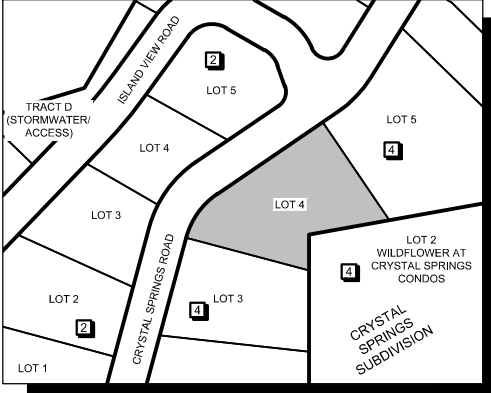 ISLAND VIEW ROAD
2
LOT 5
TRACT D
(STORMWATER/
ACCESS)
LOT 4
LOT 5
4
LOT 4
LOT 3
LOT 2
WILDFLOWER AT
CRYSTAL SPRINGS
CONDOS
4
CRYSTAL SPRINGS ROAD
LOT 2
2
LOT 3
4
CRYSTAL
SPRINGS
SUBDIVISION
LOT 1